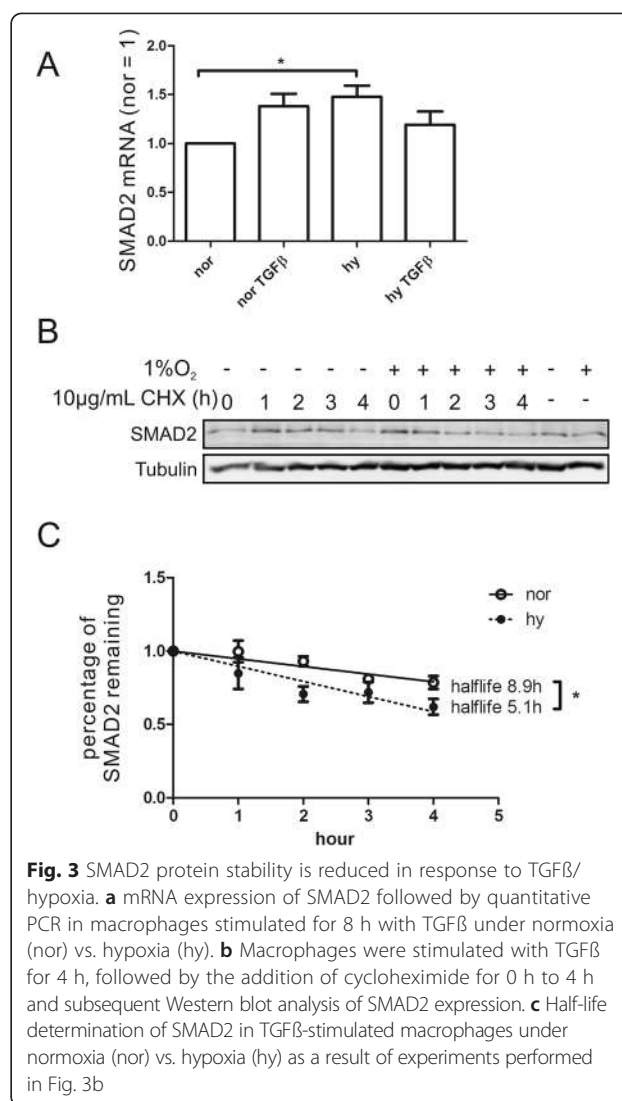 A
SMAD2 mRNA (nor = 1)
2.0
1.5
1.0
0.5
0.0
*
nor
nor TGFβ
hy
hy TGFβ
B
1%O₂ - - - - - + + + + + - +
10µg/mL CHX (h) 0 1 2 3 4 0 1 2 3 4 - -
SMAD2
Tubulin
C
percentage of
SMAD2 remaining
1.5
1.0
0.5
0.0
nor
hy
halflife 8.9h
halflife 5.1h
*
0 1 2 3 4 5
hour
Fig. 3 SMAD2 protein stability is reduced in response to TGFß/
hypoxia. a mRNA expression of SMAD2 followed by quantitative
PCR in macrophages stimulated for 8 h with TGFß under normoxia
(nor) vs. hypoxia (hy). b Macrophages were stimulated with TGFß
for 4 h, followed by the addition of cycloheximide for 0 h to 4 h
and subsequent Western blot analysis of SMAD2 expression. c Half-life
determination of SMAD2 in TGFß-stimulated macrophages under
normoxia (nor) vs. hypoxia (hy) as a result of experiments performed
in Fig. 3b